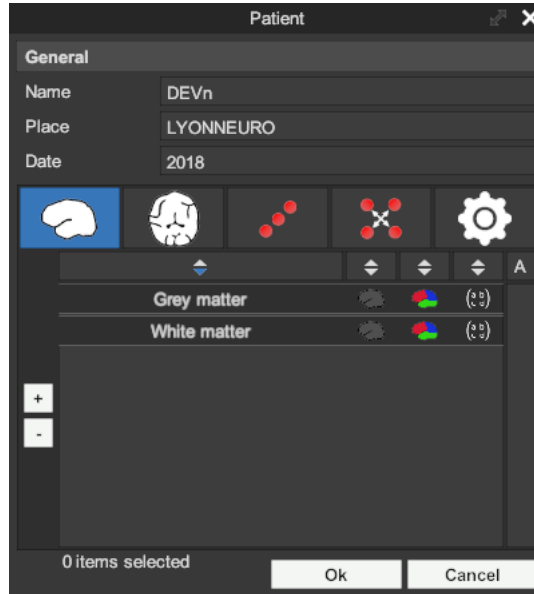 Patient
General
Name DEVn
Place LYONNEURO
Date 2018
A
Grey matter
White matter
+
-
0 items selected
Ok Cancel